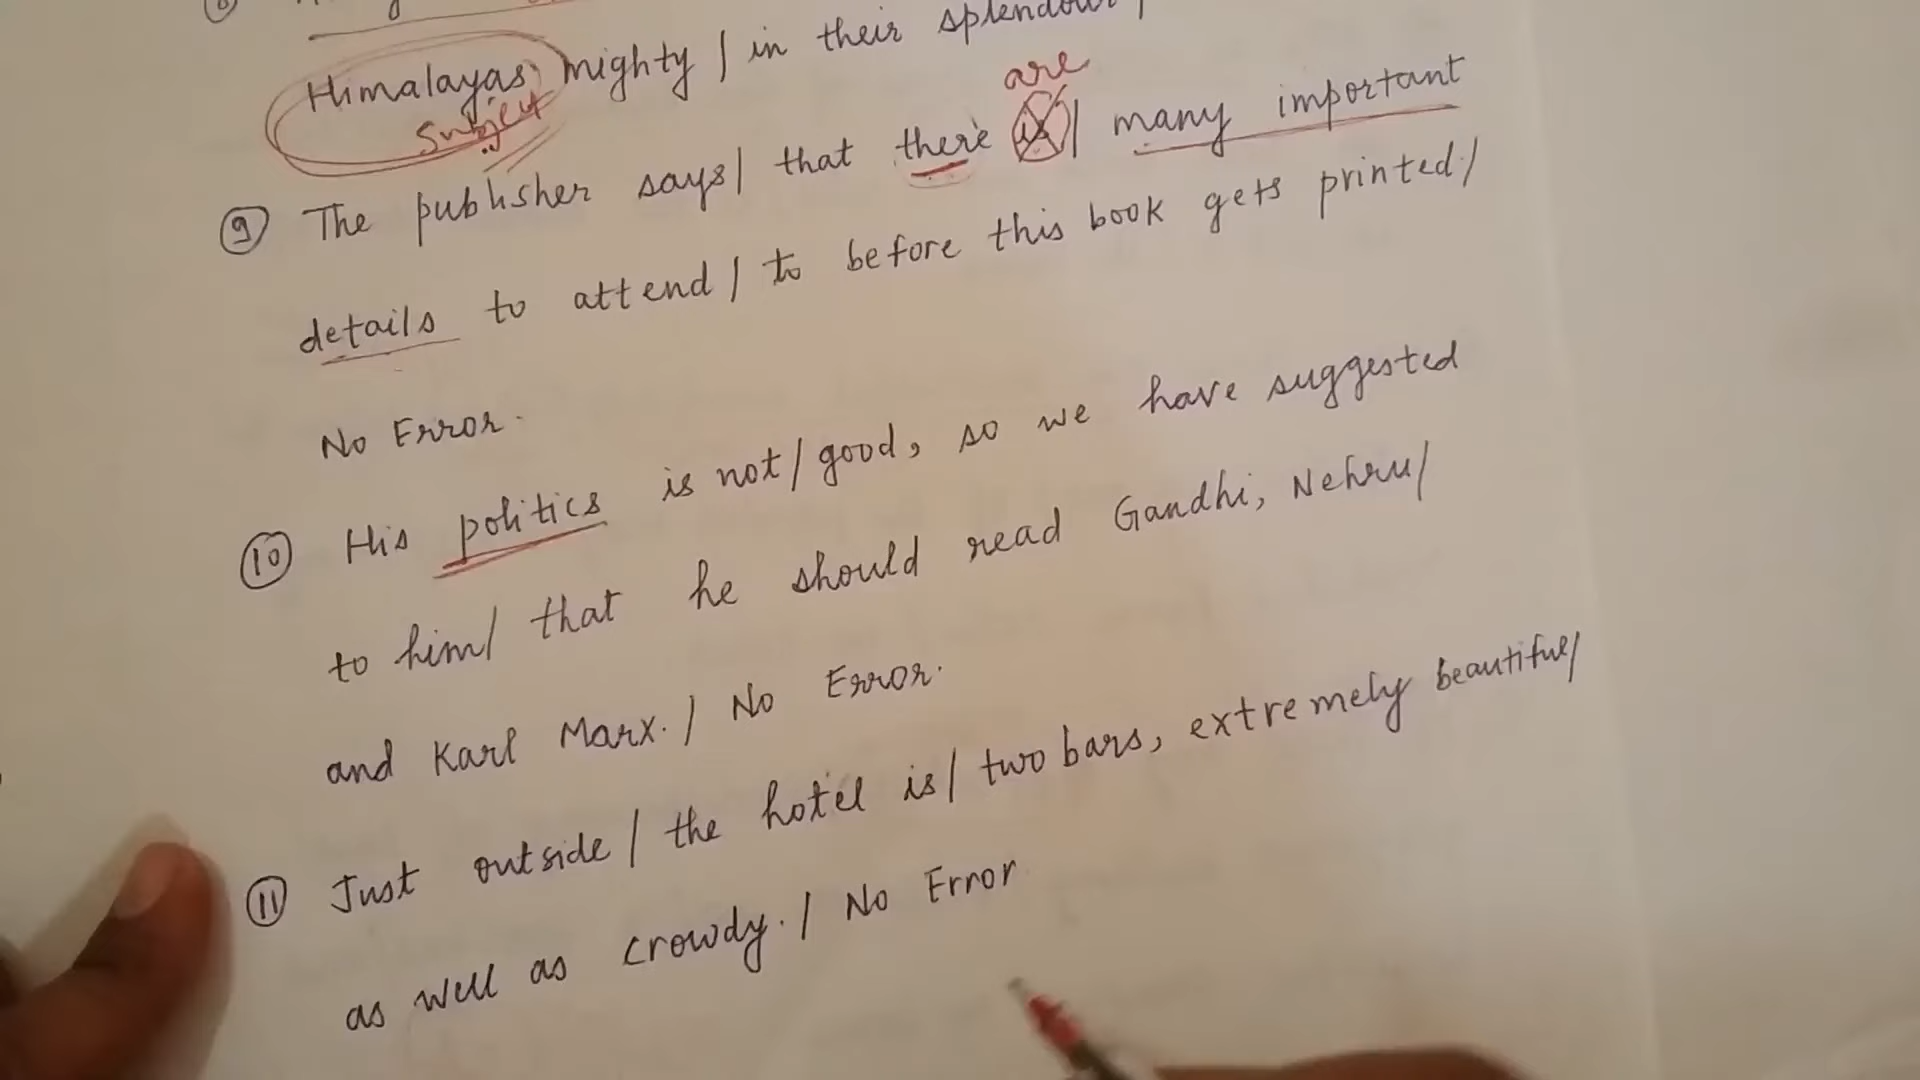 Himalayas mighty / in their splendour /
Subject
are
⑨ The publisher says / that there is / many important
details to attend / to before this book gets printed /
No Error.
⑩ His politics is not / good, so we have suggested
to him / that he should read Gandhi, Nehru /
and Karl Marx. / No Error.
⑪ Just outside / the hotel is / two bars, extremely beautiful /
as well as crowdy. / No Error